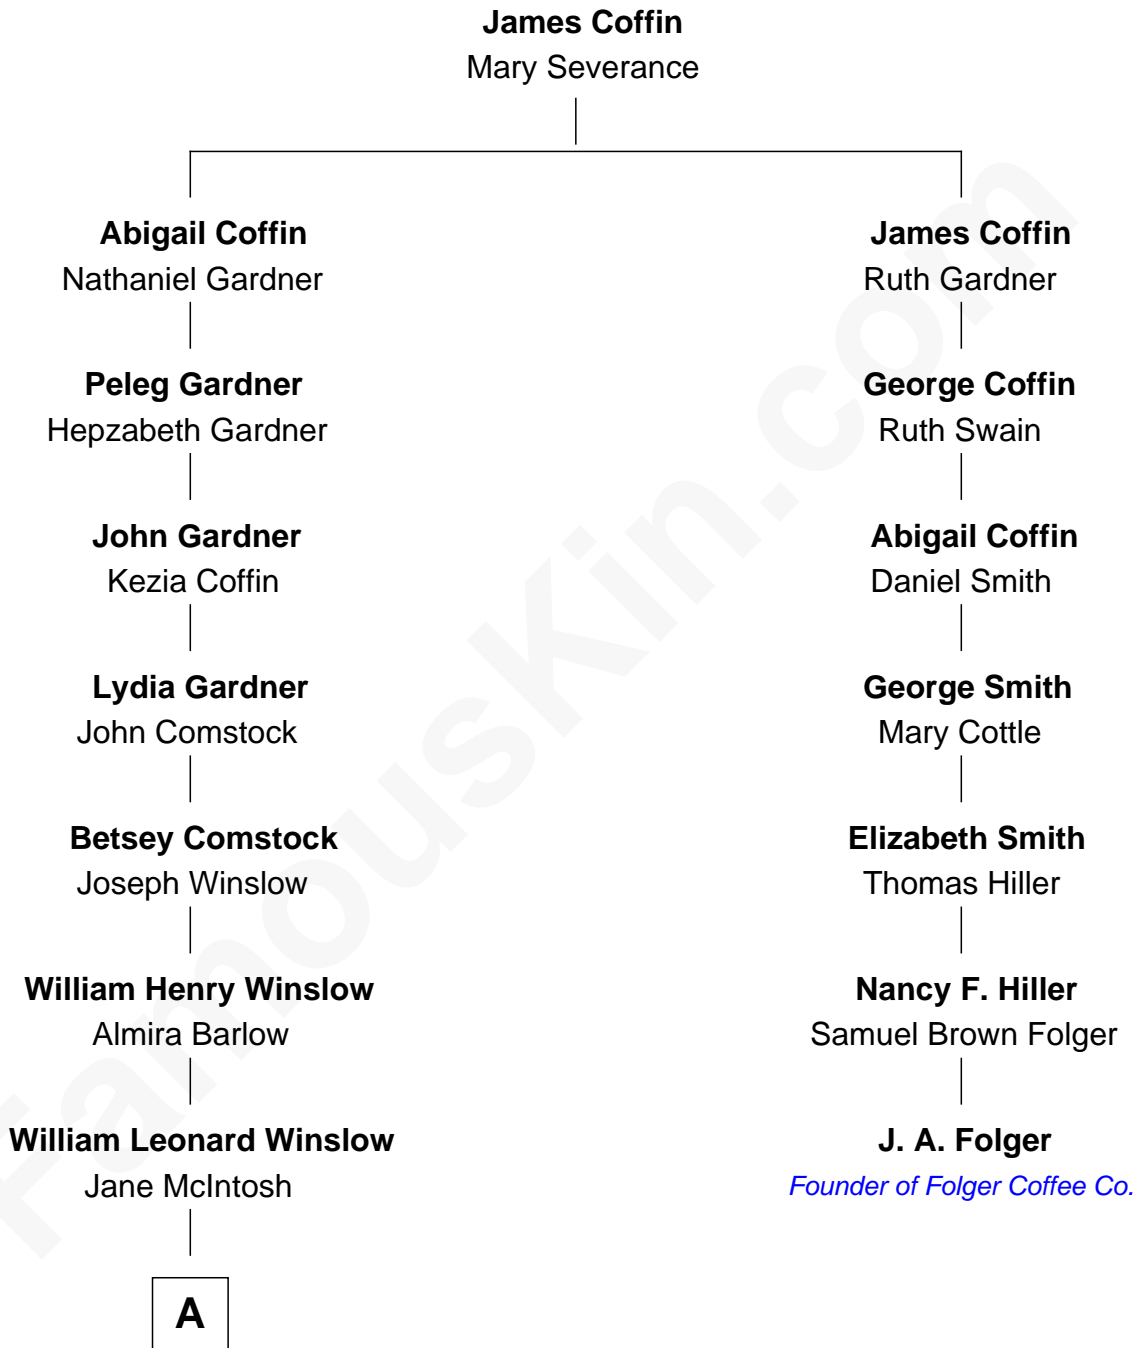 James Coffin
Mary Severance
Abigail Coffin
Nathaniel Gardner
James Coffin
Ruth Gardner
Peleg Gardner
Hepzabeth Gardner
George Coffin
Ruth Swain
John Gardner
Kezia Coffin
Abigail Coffin
Daniel Smith
Lydia Gardner
John Comstock
George Smith
Mary Cottle
Betsey Comstock
Joseph Winslow
Elizabeth Smith
Thomas Hiller
William Henry Winslow
Almira Barlow
Nancy F. Hiller
Samuel Brown Folger
William Leonard Winslow
Jane McIntosh
J. A. Folger
Founder of Folger Coffee Co.
A
FamousKin.com